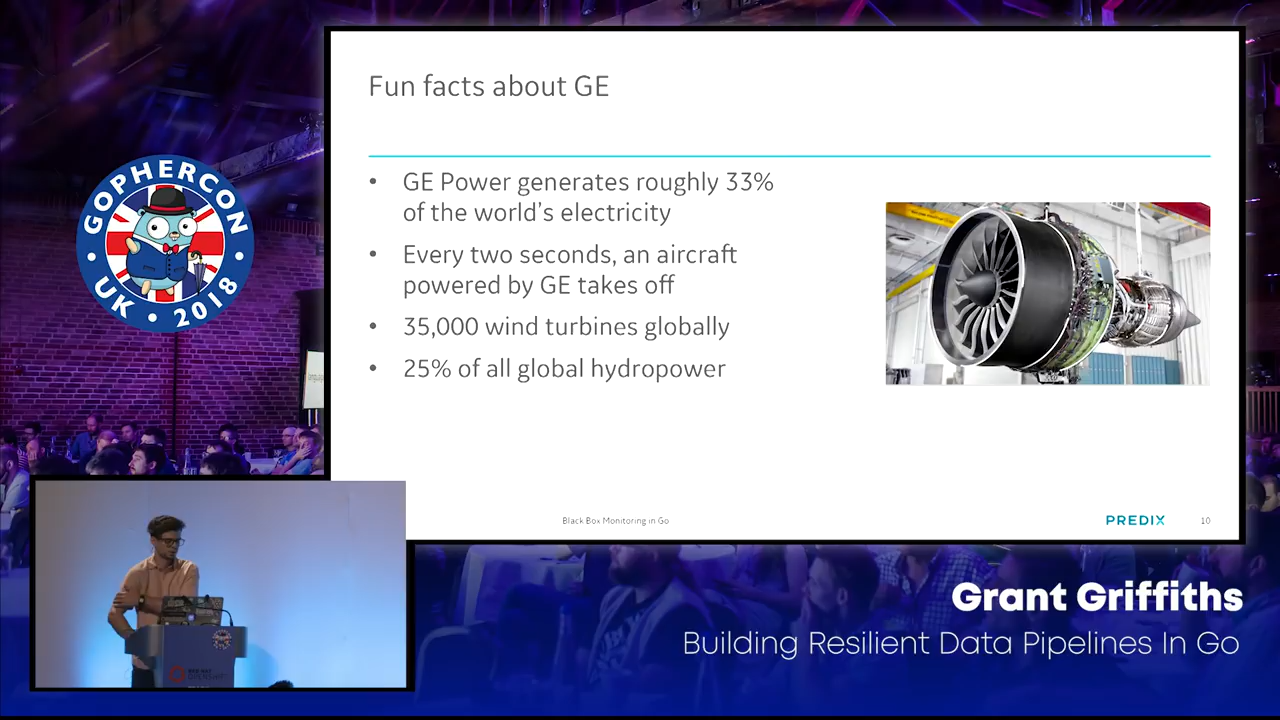 GOPHERCON
UK • 2018
Fun facts about GE
• GE Power generates roughly 33%
of the world's electricity
• Every two seconds, an aircraft
powered by GE takes off
• 35,000 wind turbines globally
• 25% of all global hydropower
Black Box Monitoring in Go
PREDIX
10
Grant Griffiths
Building Resilient Data Pipelines In Go